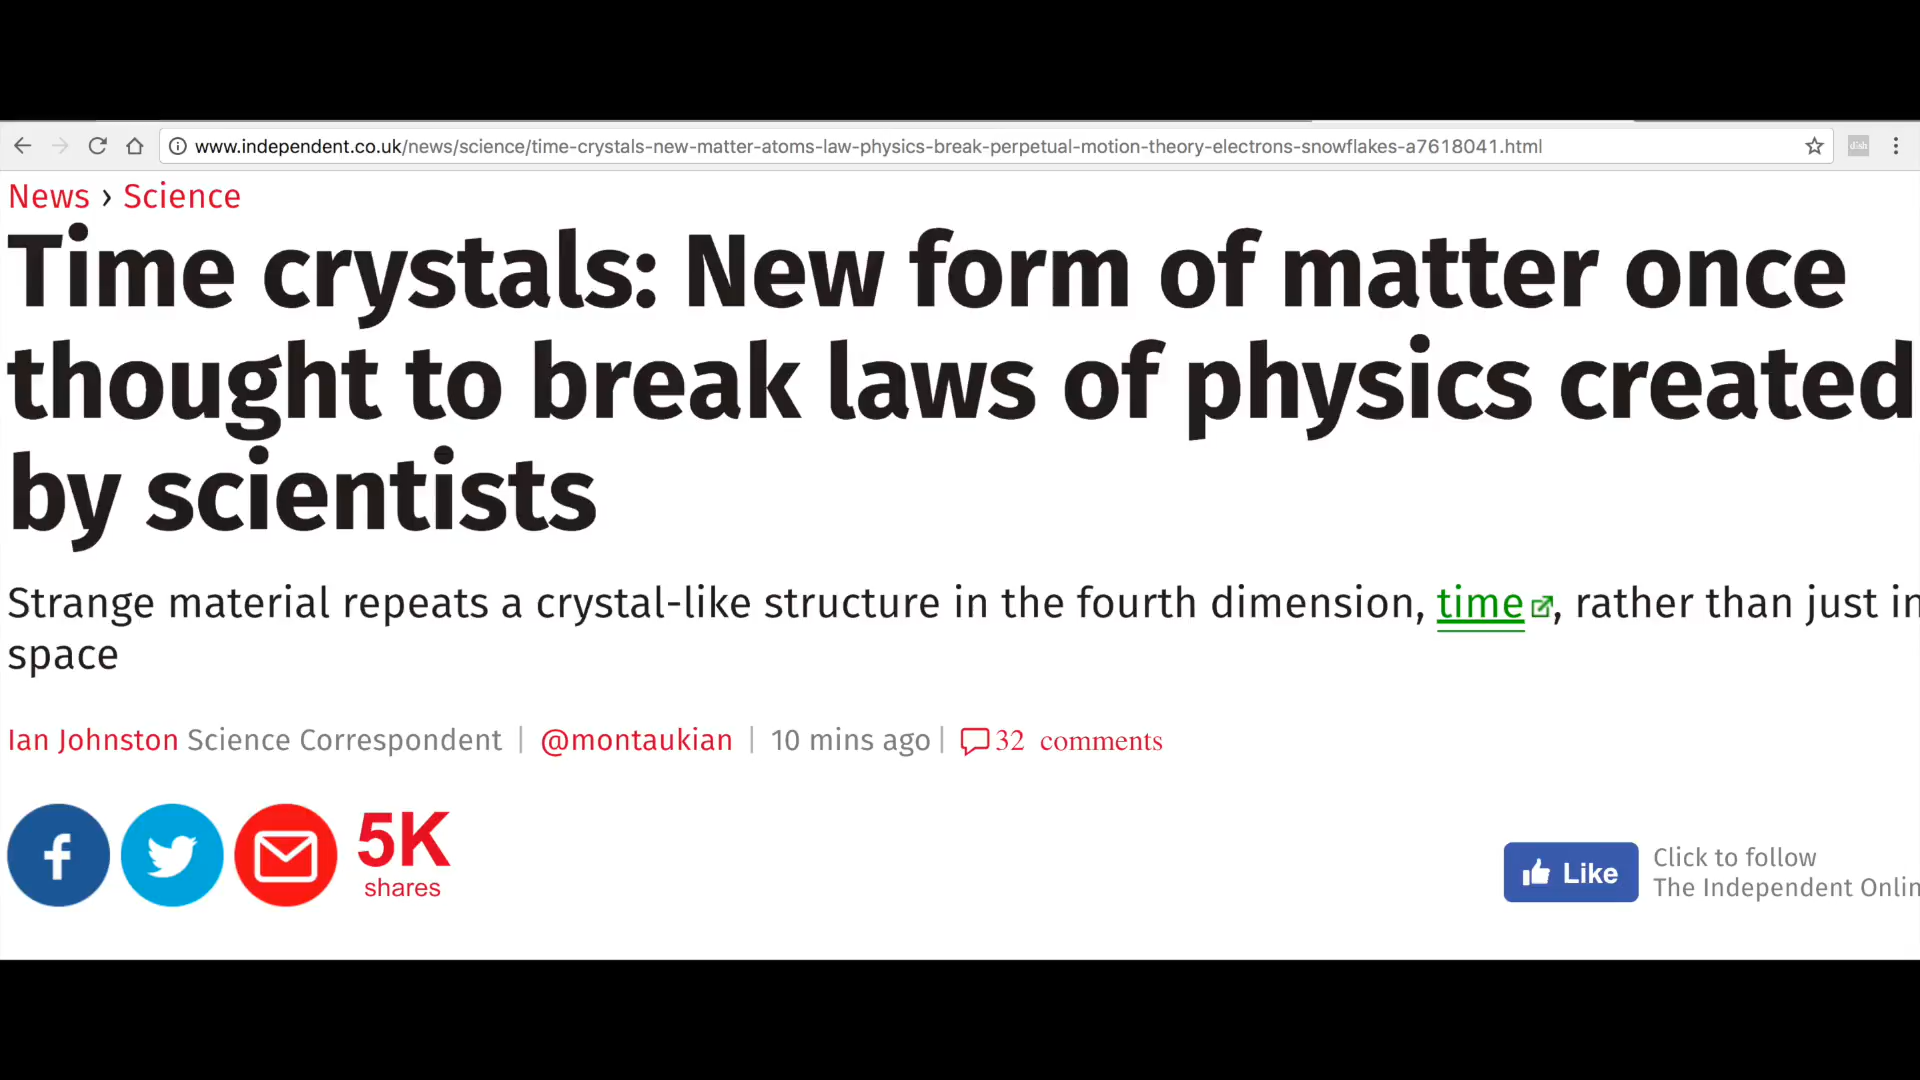 www.independent.co.uk/news/science/time-crystals-new-matter-atoms-law-physics-break-perpetual-motion-theory-electrons-snowflakes-a7618041.html
dish
News › Science
Time crystals: New form of matter once
thought to break laws of physics created
by scientists
Strange material repeats a crystal-like structure in the fourth dimension, time, rather than just in
space
Ian Johnston Science Correspondent | @montaukian | 10 mins ago | 32 comments
5K
shares
Like
Click to follow
The Independent Onlin